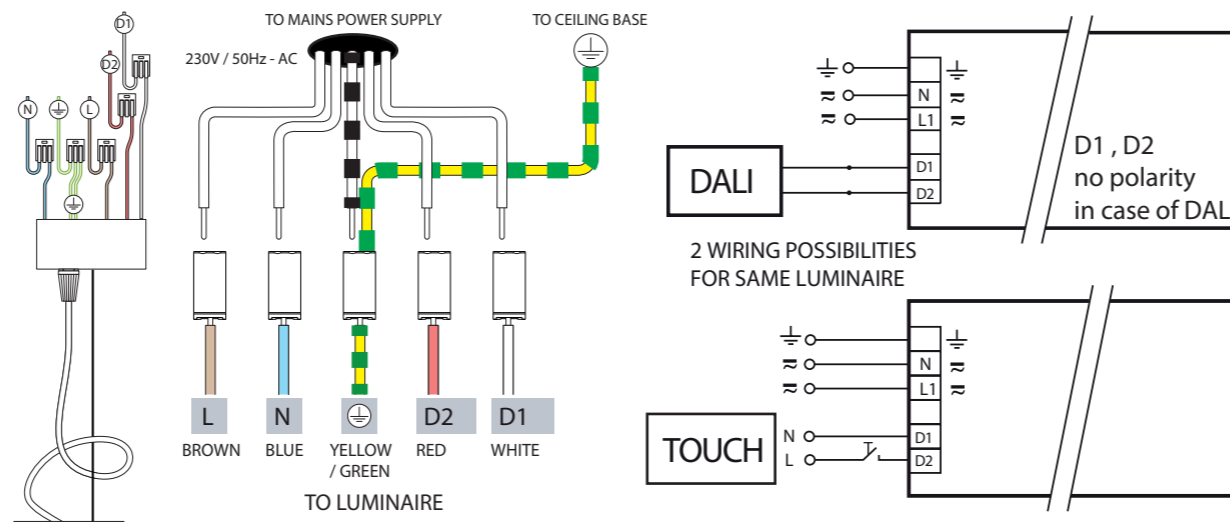 D1
D2
N
L
TO MAINS POWER SUPPLY
230V / 50Hz - AC
TO CEILING BASE
L
N
D2
D1
BROWN
BLUE
YELLOW
/ GREEN
RED
WHITE
TO LUMINAIRE
N
L1
D1
D2
DALI
D1 , D2
no polarity
in case of DAL
2 WIRING POSSIBILITIES
FOR SAME LUMINAIRE
N
L1
TOUCH
N
L
D1
D2